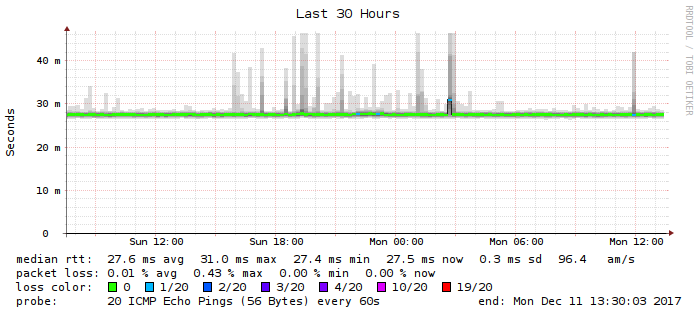 Last 30 Hours
RRDTOOL / TOBI OETIKER
Seconds
40 m
30 m
20 m
10 m
0
Sun 12:00 Sun 18:00 Mon 00:00 Mon 06:00 Mon 12:00
median rtt: 27.6 ms avg 31.0 ms max 27.4 ms min 27.5 ms now 0.3 ms sd 96.4 am/s
packet loss: 0.01 % avg 0.43 % max 0.00 % min 0.00 % now
loss color: 0 1/20 2/20 3/20 4/20 10/20 19/20
probe: 20 ICMP Echo Pings (56 Bytes) every 60s end: Mon Dec 11 13:30:03 2017